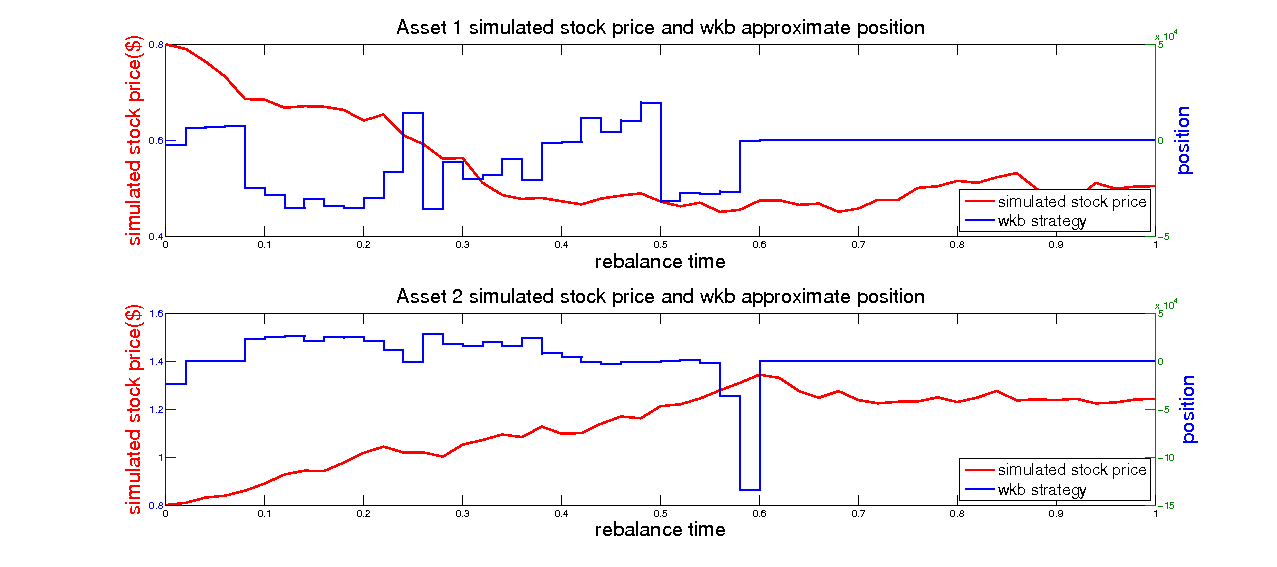 Asset 1 simulated stock price and wkb approximate position
x 10^4
simulated stock price($)
0.8
0.6
0.4
5
0
-5
position
simulated stock price
wkb strategy
0 0.1 0.2 0.3 0.4 0.5 0.6 0.7 0.8 0.9 1
rebalance time
Asset 2 simulated stock price and wkb approximate position
x 10^4
simulated stock price($)
1.6
1.4
1.2
1
0.8
5
0
-5
-10
-15
position
simulated stock price
wkb strategy
0 0.1 0.2 0.3 0.4 0.5 0.6 0.7 0.8 0.9 1
rebalance time